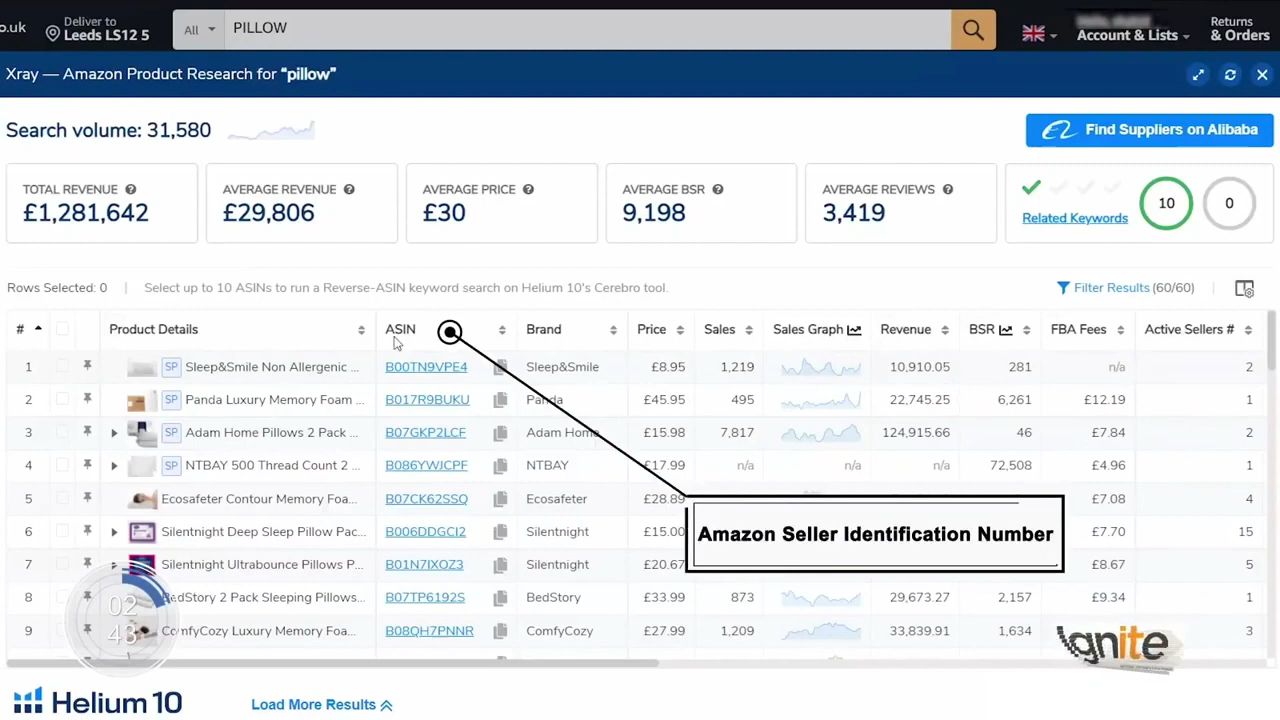 o.uk
Deliver to
Leeds LS12 5
All
PILLOW
Account & Lists
Returns
& Orders
Xray — Amazon Product Research for “pillow”
Search volume: 31,580
Find Suppliers on Alibaba
TOTAL REVENUE
£1,281,642
AVERAGE REVENUE
£29,806
AVERAGE PRICE
£30
AVERAGE BSR
9,198
AVERAGE REVIEWS
3,419
Related Keywords
10
0
Rows Selected: 0 | Select up to 10 ASINs to run a Reverse-ASIN keyword search on Helium 10's Cerebro tool.
Filter Results (60/60)
# Product Details ASIN Brand Price Sales Sales Graph Revenue BSR FBA Fees Active Sellers #
1 SP Sleep&Smile Non Allergenic ... B00TN9VPE4 Sleep&Smile £8.95 1,219 10,910.05 281 n/a 2
2 SP Panda Luxury Memory Foam ... B017R9BUKU Panda £45.95 495 22,745.25 6,261 £12.19 1
3 SP Adam Home Pillows 2 Pack ... B07GKP2LCF Adam Home £15.98 7,817 124,915.66 46 £7.84 2
4 SP NTBAY 500 Thread Count 2 ... B086YWJCPF NTBAY £17.99 n/a n/a n/a 72,508 £4.96 1
5 Ecosafeter Contour Memory Foa... B07CK62SSQ Ecosafeter £28.89 £7.08 4
6 Silentnight Deep Sleep Pillow Pac... B006DDGCI2 Silentnight £15.00 £7.70 15
7 Silentnight Ultrabounce Pillows P... B01N7IXOZ3 Silentnight £20.67 £8.67 5
8 BedStory 2 Pack Sleeping Pillows... B07TP6192S BedStory £33.99 873 29,673.27 2,157 £9.34 1
9 ComfyCozy Luxury Memory Foa... B08QH7PNNR ComfyCozy £27.99 1,209 33,839.91 1,634 3
Amazon Seller Identification Number
02
43
ignite
Helium 10
Load More Results